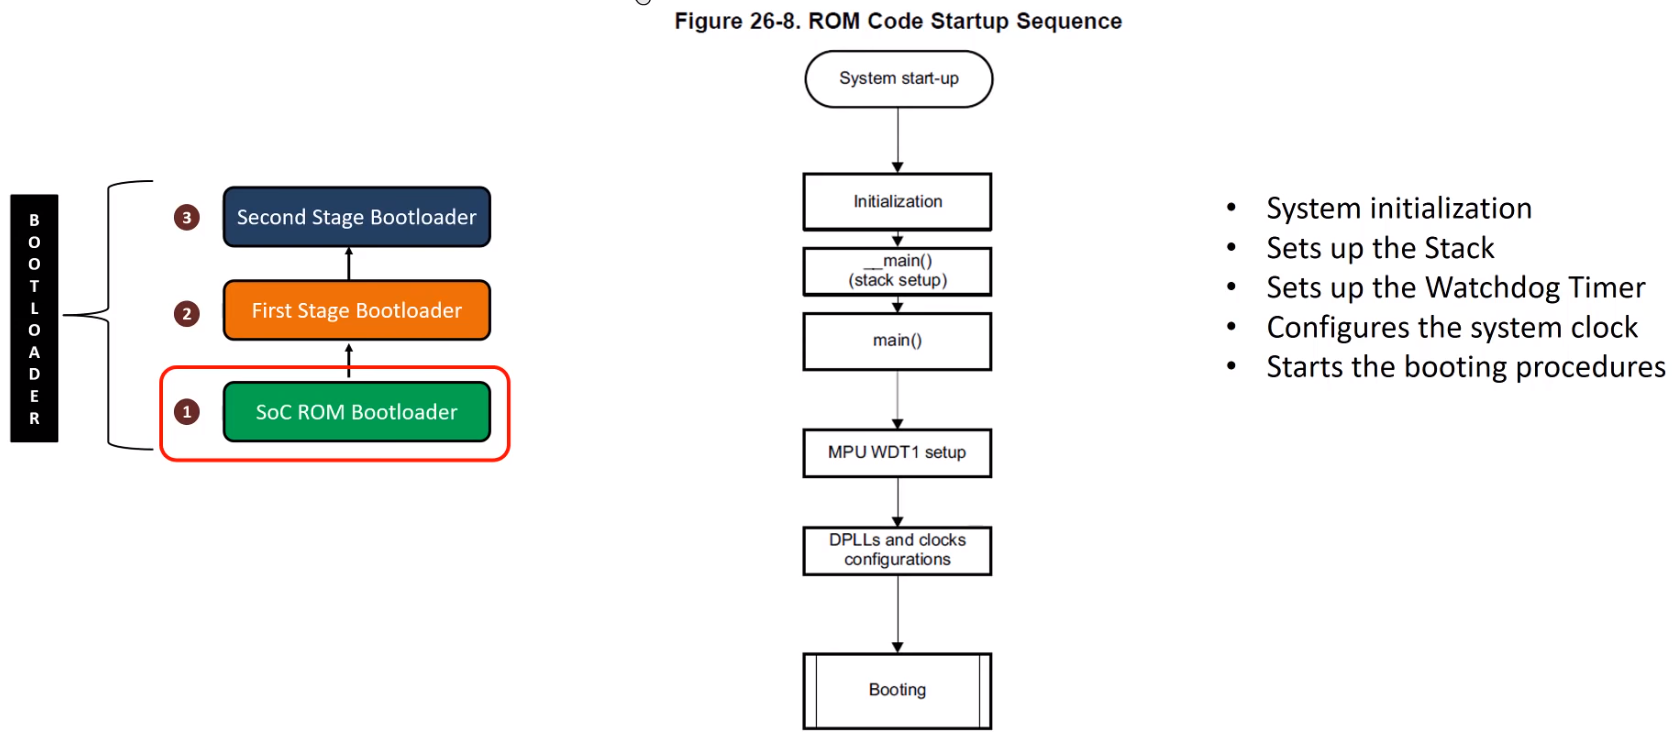 Figure 26-8. ROM Code Startup Sequence
BOOTLOADER
3
Second Stage Bootloader
2
First Stage Bootloader
1
SoC ROM Bootloader
System start-up
Initialization
__main()
(stack setup)
main()
MPU WDT1 setup
DPLLs and clocks
configurations
Booting
• System initialization
• Sets up the Stack
• Sets up the Watchdog Timer
• Configures the system clock
• Starts the booting procedures